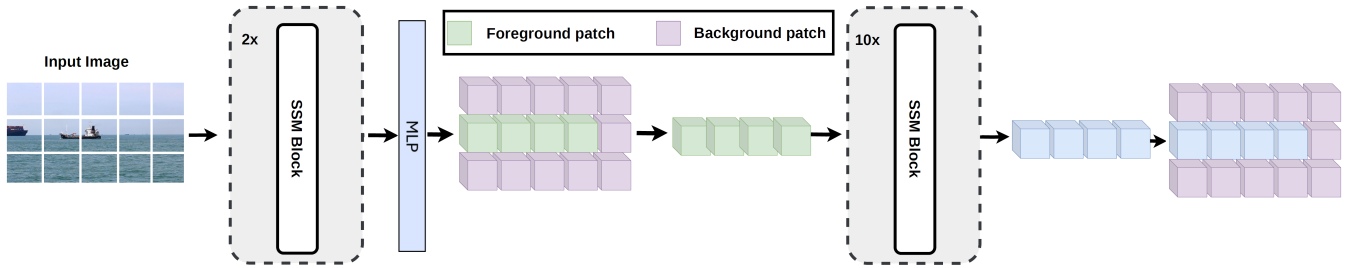 Input Image
2x
SSM Block
MLP
Foreground patch
Background patch
10x
SSM Block